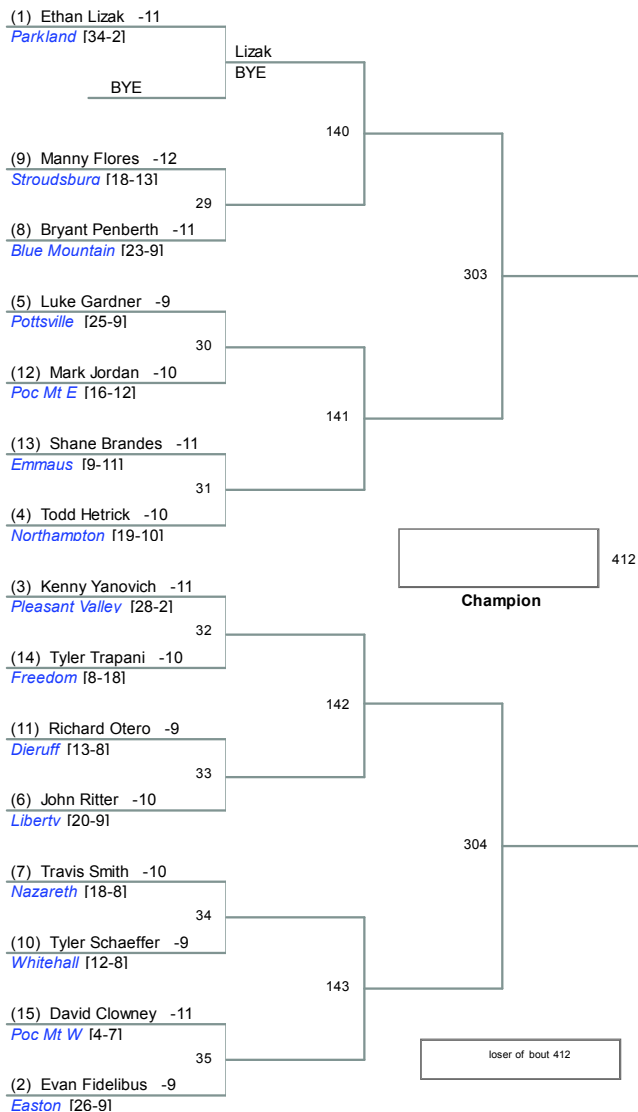 (1) Ethan Lizak -11
Parkland [34-2]
Lizak
BYE
BYE
140
(9) Manny Flores -12
Stroudsburg [18-13]
29
(8) Bryant Penberth -11
Blue Mountain [23-9]
303
(5) Luke Gardner -9
Pottsville [25-9]
30
(12) Mark Jordan -10
Poc Mt E [16-12]
141
(13) Shane Brandes -11
Emmaus [9-11]
31
(4) Todd Hetrick -10
Northampton [19-10]
412
Champion
(3) Kenny Yanovich -11
Pleasant Valley [28-2]
32
(14) Tyler Trapani -10
Freedom [8-18]
142
(11) Richard Otero -9
Dieruff [13-8]
33
(6) John Ritter -10
Liberty [20-9]
304
(7) Travis Smith -10
Nazareth [18-8]
34
(10) Tyler Schaeffer -9
Whitehall [12-8]
143
(15) David Clowney -11
Poc Mt W [4-7]
35
loser of bout 412
(2) Evan Fidelibus -9
Easton [26-9]